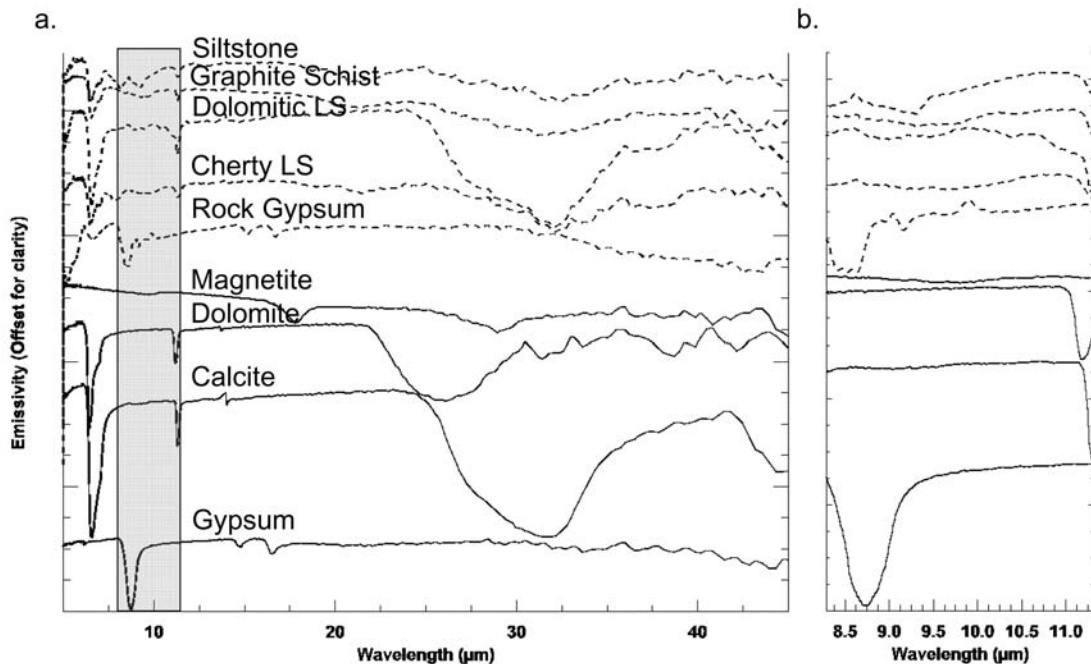 a.
b.
Siltstone
Graphite Schist
Dolomitic LS
Cherty LS
Rock Gypsum
Magnetite
Dolomite
Calcite
Gypsum
Emissivity (Offset for clarity)
10 20 30 40
Wavelength (µm)
8.5 9.0 9.5 10.0 10.5 11.0
Wavelength (µm)